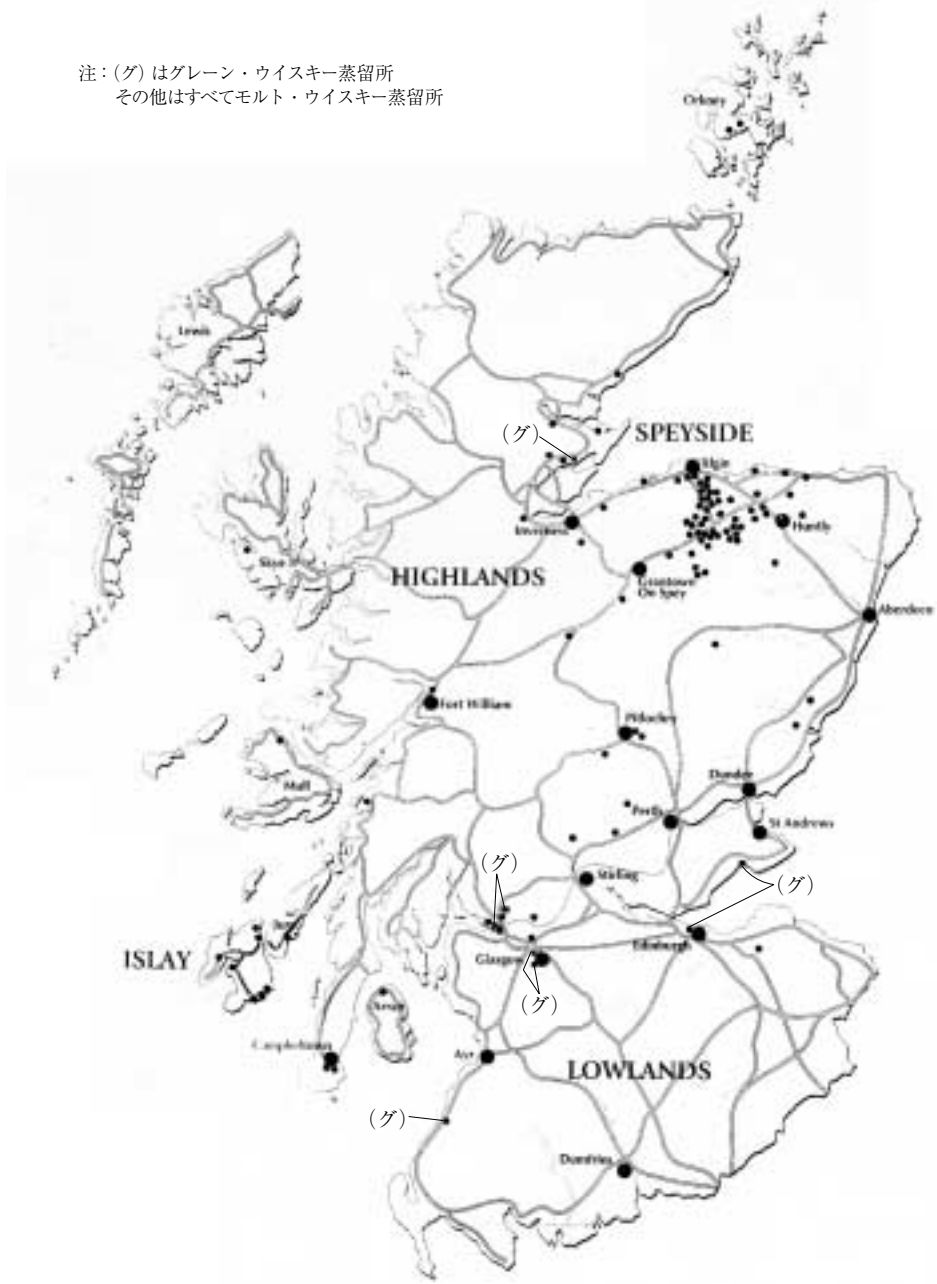 注：(グ) はグレーン・ウイスキー蒸留所
その他はすべてモルト・ウイスキー蒸留所
Orkney
Lewis
(グ)
SPEYSIDE
Elgin
Inverness
Huntly
Skye
HIGHLANDS
Grantown
On Spey
Aberdeen
Fort William
Pitlochry
Mull
Dundee
Perth
St Andrews
(グ)
Stirling
(グ)
ISLAY
Edinburgh
Glasgow
(グ)
Campbeltown
Ayr
LOWLANDS
(グ)
Dumfries